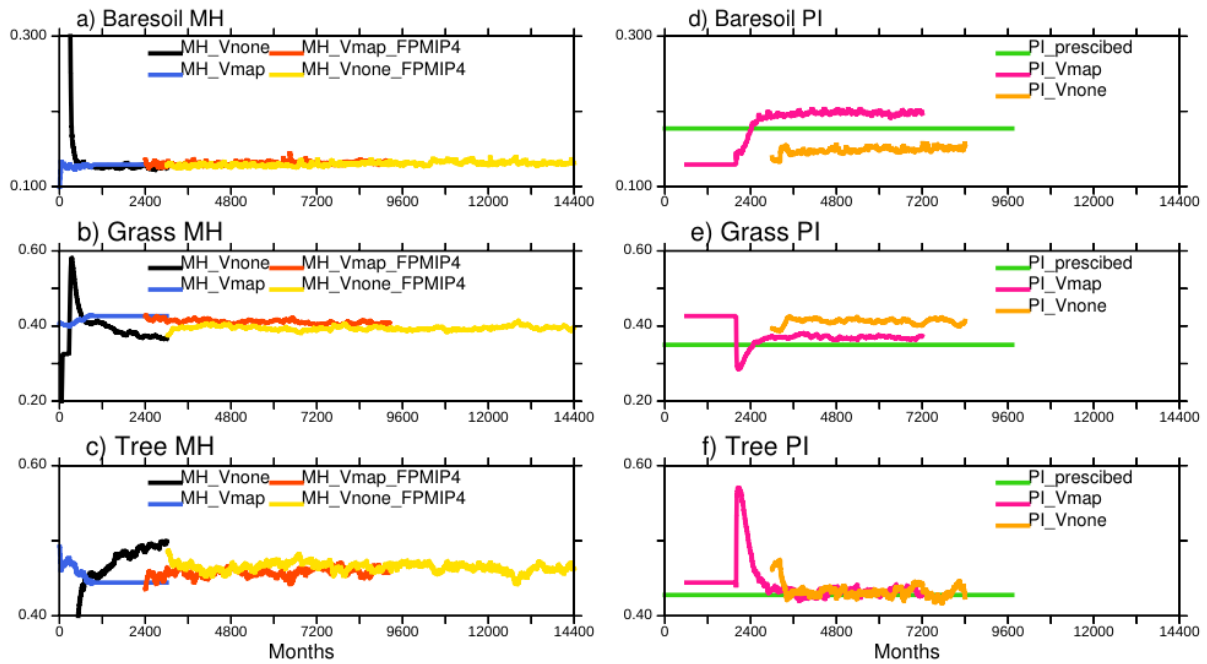 a) Baresoil MH
0.300
0.100
MH_Vnone
MH_Vmap_FPMIP4
MH_Vmap
MH_Vnone_FPMIP4
0 2400 4800 7200 9600 12000 14400
b) Grass MH
0.60
0.40
0.20
MH_Vnone
MH_Vmap_FPMIP4
MH_Vmap
MH_Vnone_FPMIP4
0 2400 4800 7200 9600 12000 14400
c) Tree MH
0.60
0.40
MH_Vnone
MH_Vmap_FPMIP4
MH_Vmap
MH_Vnone_FPMIP4
0 2400 4800 7200 9600 12000 14400
Months
d) Baresoil PI
0.300
0.100
PI_prescibed
PI_Vmap
PI_Vnone
0 2400 4800 7200 9600 12000 14400
e) Grass PI
0.60
0.40
0.20
PI_prescibed
PI_Vmap
PI_Vnone
0 2400 4800 7200 9600 12000 14400
f) Tree PI
0.60
0.40
PI_prescibed
PI_Vmap
PI_Vnone
0 2400 4800 7200 9600 12000 14400
Months